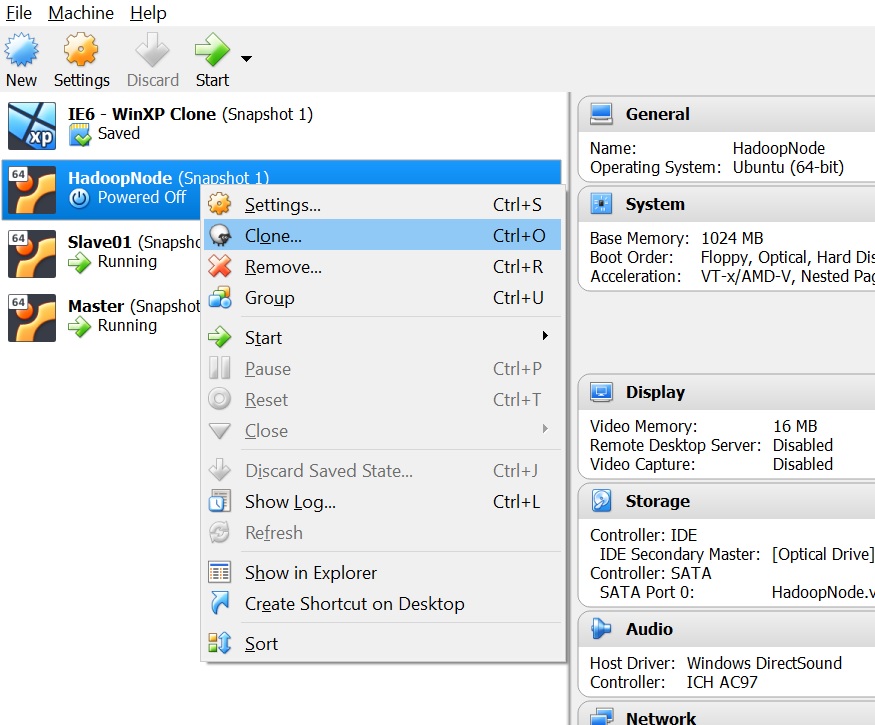 File Machine Help
New Settings Discard Start
IE6 - WinXP Clone (Snapshot 1)
xp
Saved
64
HadoopNode (Snapshot 1)
Powered Off
64
Slave01
Running
64
Master (Snapshot
Running
Settings... Ctrl+S
Clone... Ctrl+O
Remove... Ctrl+R
Group Ctrl+U
Start
Pause Ctrl+P
Reset Ctrl+T
Close
Discard Saved State... Ctrl+J
Show Log... Ctrl+L
Refresh
Show in Explorer
Create Shortcut on Desktop
Sort
General
Name: HadoopNode
Operating System: Ubuntu (64-bit)
64
System
Base Memory: 1024 MB
Boot Order: Floppy, Optical, Hard Dis
Acceleration: VT-x/AMD-V, Nested Pag
Display
Video Memory: 16 MB
Remote Desktop Server: Disabled
Video Capture: Disabled
Storage
Controller: IDE
IDE Secondary Master: [Optical Drive]
Controller: SATA
SATA Port 0: HadoopNode.v
Audio
Host Driver: Windows DirectSound
Controller: ICH AC97
Network